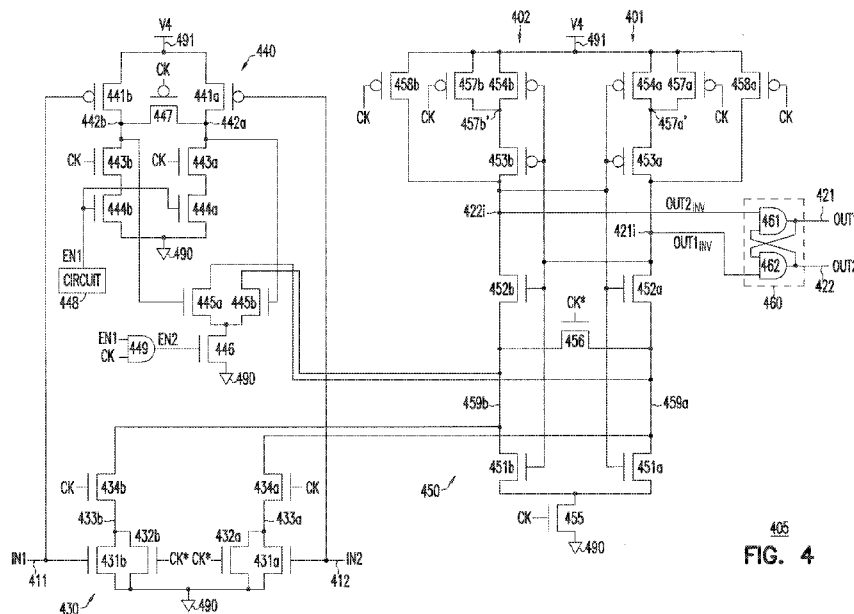 402 V4 401
491
V4
491
440
CK
441b 441a
447
442b 442a
CK 443b CK 443a
444b 444a
490
EN1
CIRCUIT
448
445a 445b
EN1
CK
449
EN2
446
490
458b 457b 454b
CK CK
457b'
453b
454a 457a 458a
CK CK
457a'
453a
422i
OUT2INV
421i
OUT1INV
461
462
460
421
OUT1
OUT2
422
452b 452a
CK*
456
459b 459a
451b 451a
450
CK 455
490
CK 434b 434a CK
433b 433a
432b 432a
IN1
411
431b CK* CK* 431a
IN2
412
490
430
405
FIG. 4